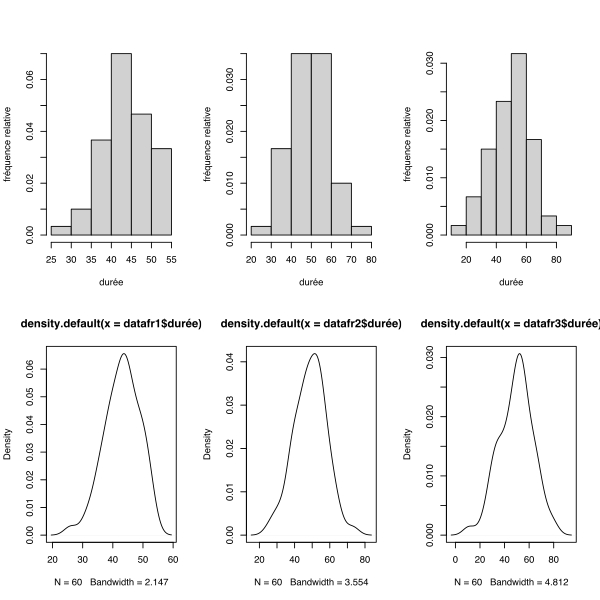 fréquence relative
0.00 0.02 0.04 0.06
25 30 35 40 45 50 55
durée
fréquence relative
0.000 0.010 0.020 0.030
20 30 40 50 60 70 80
durée
fréquence relative
0.000 0.010 0.020 0.030
20 40 60 80
durée
density.default(x = datafr1$durée)
Density
0.00 0.01 0.02 0.03 0.04 0.05 0.06
20 30 40 50 60
N = 60 Bandwidth = 2.147
density.default(x = datafr2$durée)
Density
0.00 0.01 0.02 0.03 0.04
20 40 60 80
N = 60 Bandwidth = 3.554
density.default(x = datafr3$durée)
Density
0.000 0.010 0.020 0.030
0 20 40 60 80
N = 60 Bandwidth = 4.812